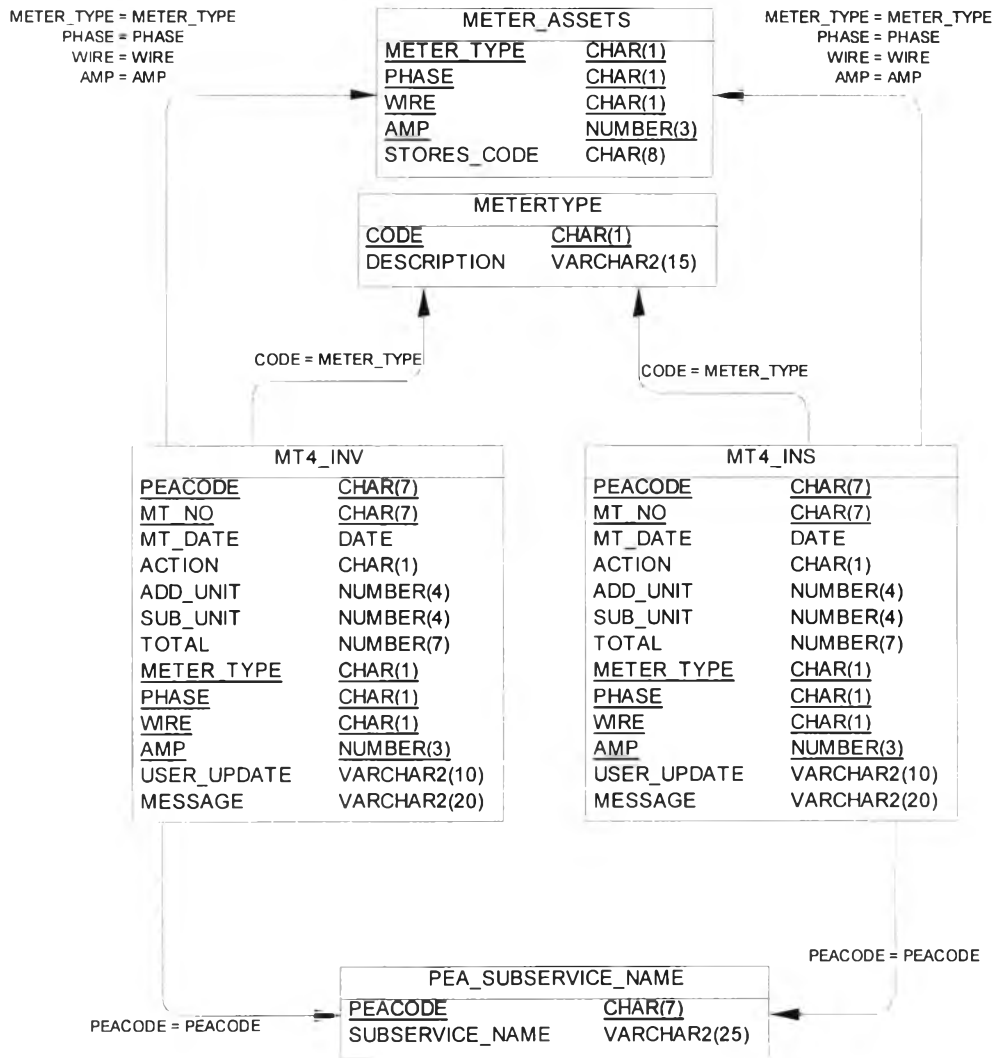 METER_TYPE = METER_TYPE
PHASE = PHASE
WIRE = WIRE
AMP = AMP
METER_ASSETS
METER_TYPE CHAR(1)
PHASE CHAR(1)
WIRE CHAR(1)
AMP NUMBER(3)
STORES_CODE CHAR(8)
METER_TYPE = METER_TYPE
PHASE = PHASE
WIRE = WIRE
AMP = AMP
METERTYPE
CODE CHAR(1)
DESCRIPTION VARCHAR2(15)
CODE = METER_TYPE
CODE = METER_TYPE
MT4_INV
PEACODE CHAR(7)
MT_NO CHAR(7)
MT_DATE DATE
ACTION CHAR(1)
ADD_UNIT NUMBER(4)
SUB_UNIT NUMBER(4)
TOTAL NUMBER(7)
METER_TYPE CHAR(1)
PHASE CHAR(1)
WIRE CHAR(1)
AMP NUMBER(3)
USER_UPDATE VARCHAR2(10)
MESSAGE VARCHAR2(20)
MT4_INS
PEACODE CHAR(7)
MT_NO CHAR(7)
MT_DATE DATE
ACTION CHAR(1)
ADD_UNIT NUMBER(4)
SUB_UNIT NUMBER(4)
TOTAL NUMBER(7)
METER_TYPE CHAR(1)
PHASE CHAR(1)
WIRE CHAR(1)
AMP NUMBER(3)
USER_UPDATE VARCHAR2(10)
MESSAGE VARCHAR2(20)
PEACODE = PEACODE
PEA_SUBSERVICE_NAME
PEACODE CHAR(7)
SUBSERVICE_NAME VARCHAR2(25)
PEACODE = PEACODE